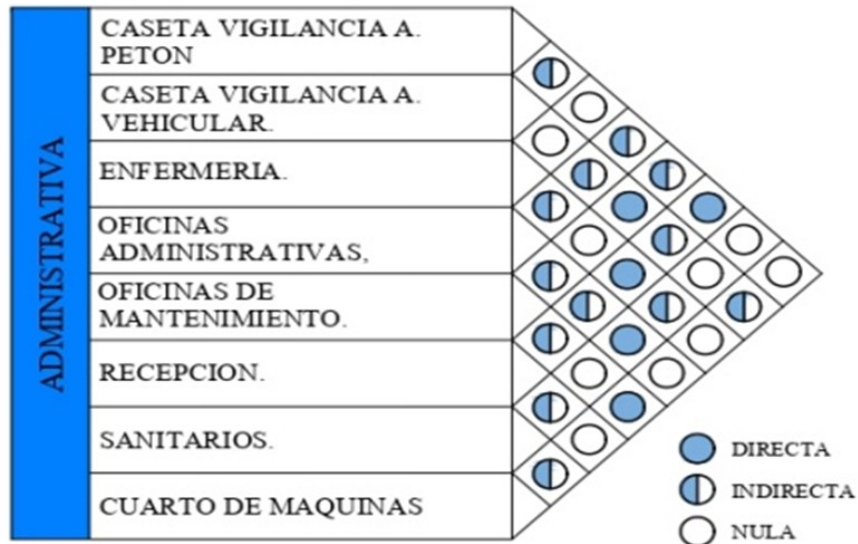 ADMINISTRATIVA
CASETA VIGILANCIA A.
PETON
CASETA VIGILANCIA A.
VEHICULAR.
ENFERMERIA.
OFICINAS
ADMINISTRATIVAS,
OFICINAS DE
MANTENIMIENTO.
RECEPCION.
SANITARIOS.
CUARTO DE MAQUINAS
DIRECTA
INDIRECTA
NULA